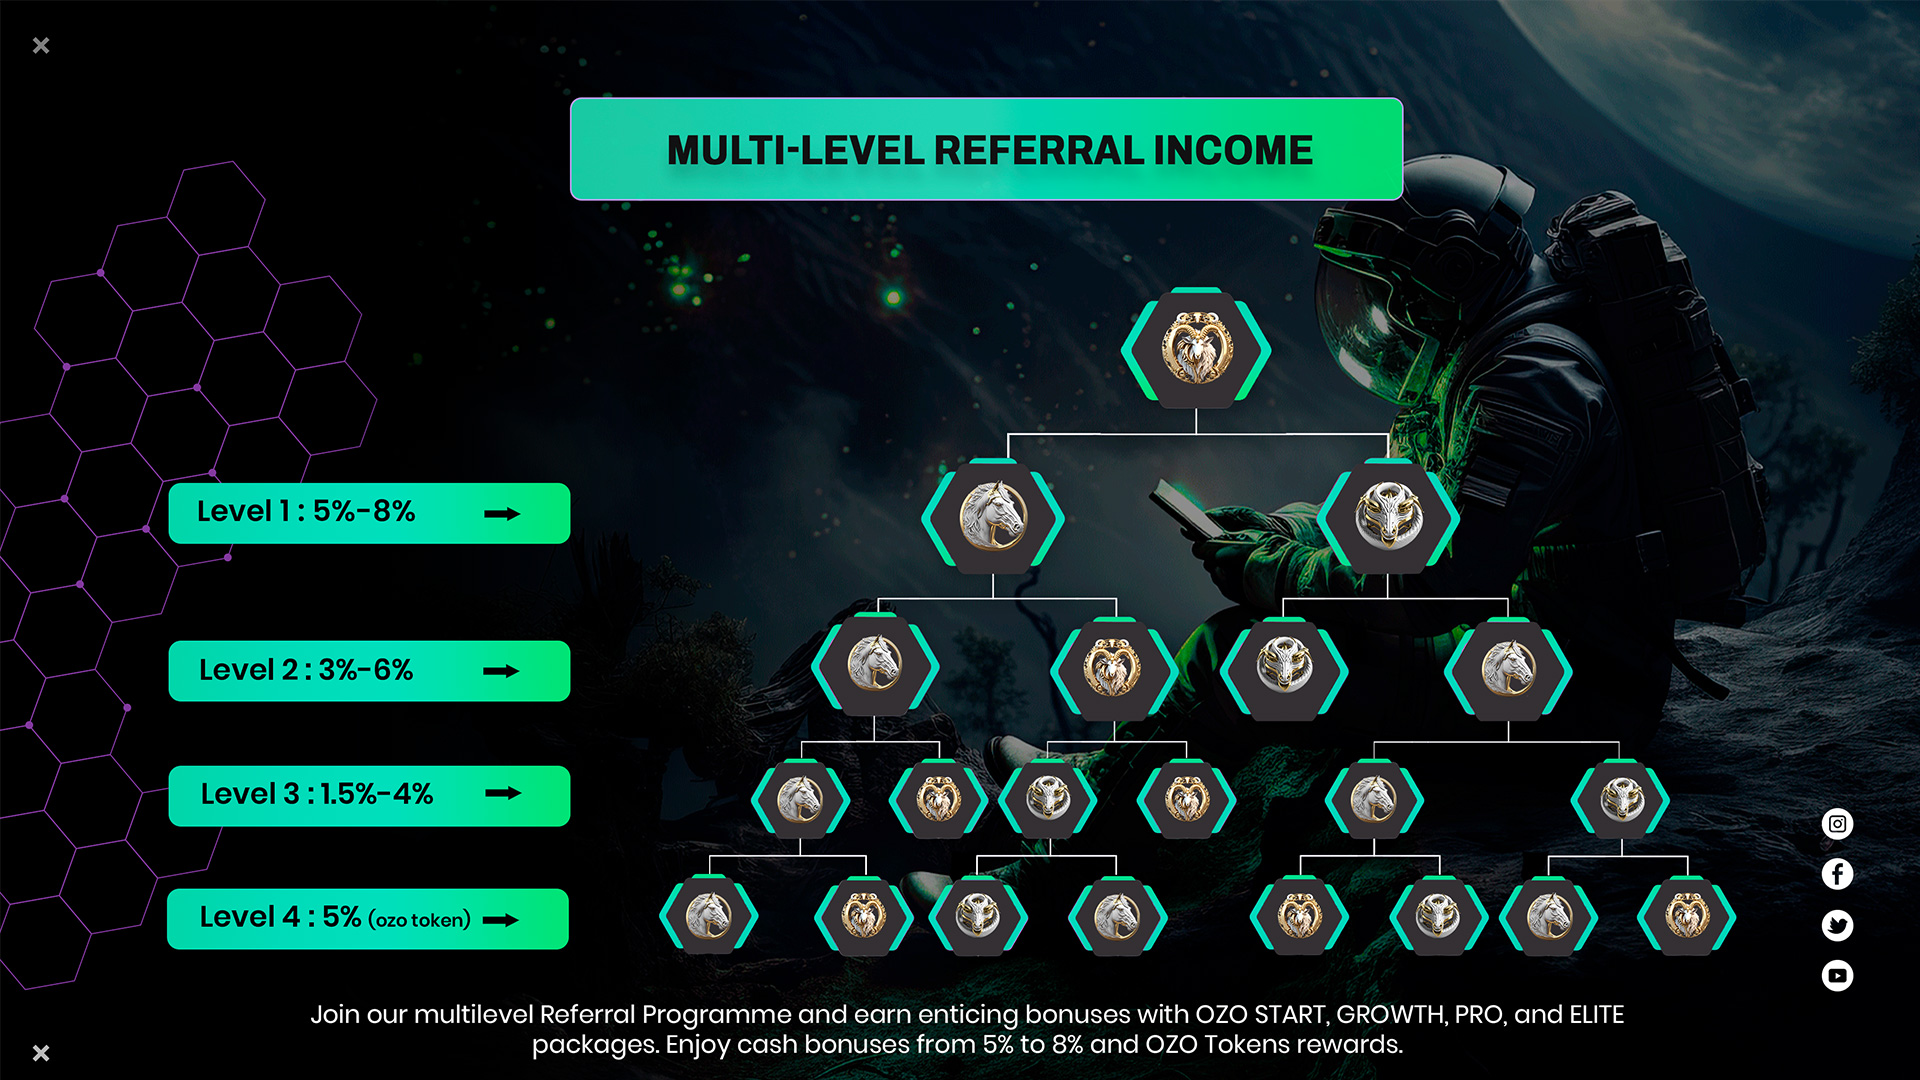 MULTI-LEVEL REFERRAL INCOME
Level 1 : 5%-8%
Level 2 : 3%-6%
Level 3 : 1.5%-4%
Level 4 : 5% (ozo token)
Join our multilevel Referral Programme and earn enticing bonuses with OZO START, GROWTH, PRO, and ELITE
packages. Enjoy cash bonuses from 5% to 8% and OZO Tokens rewards.